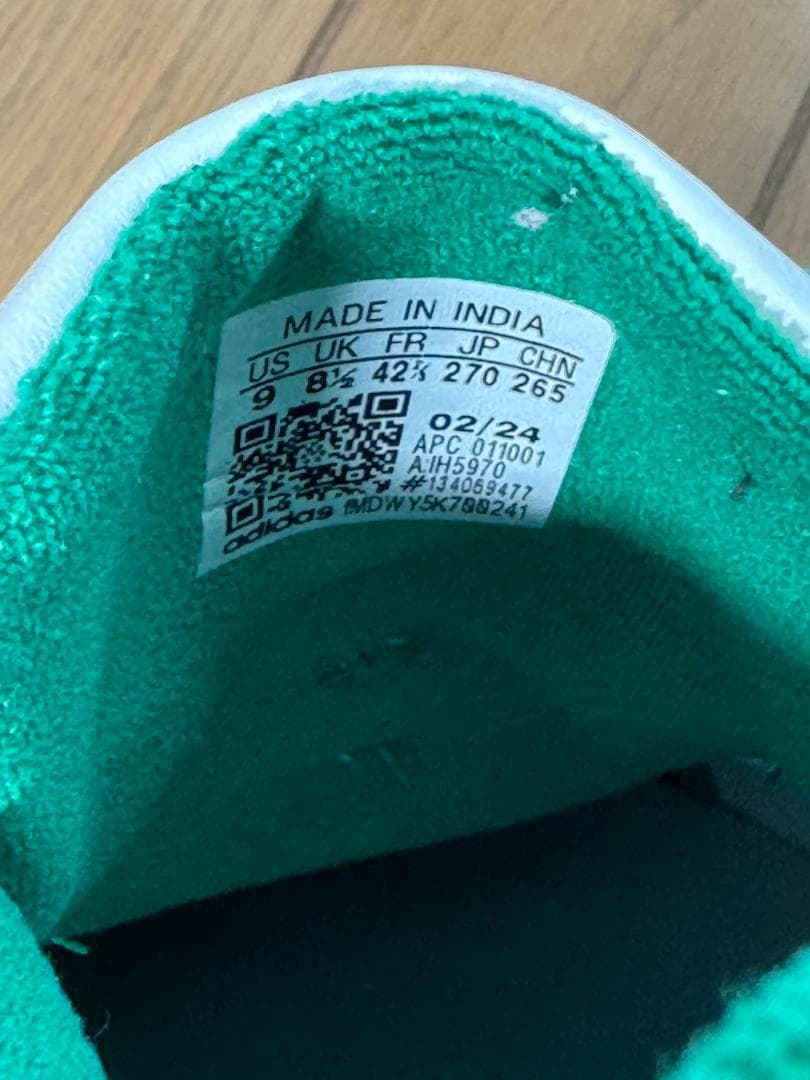 MADE IN INDIA
US UK FR JP CHN
9 8½ 42⅔ 270 265
02/24
APC 011001
A:IH5970
#134069477
adidas